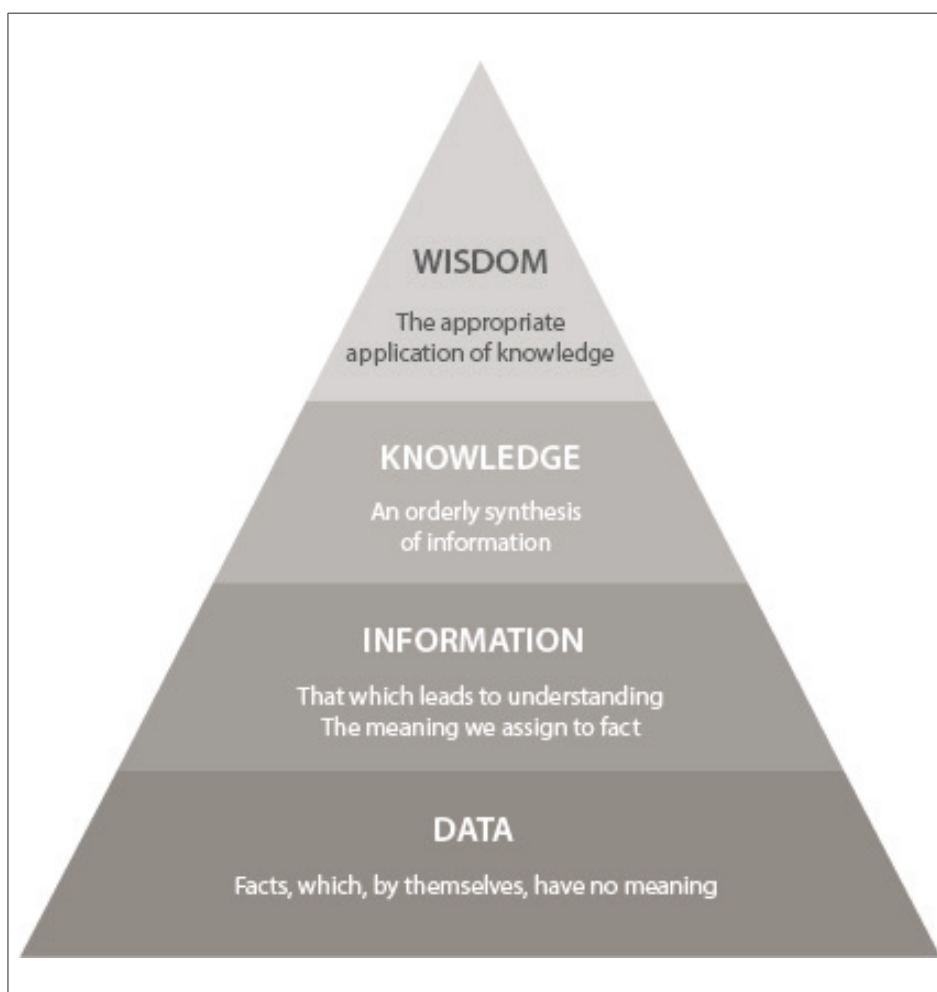 WISDOM
The appropriate
application of knowledge
KNOWLEDGE
An orderly synthesis
of information
INFORMATION
That which leads to understanding
The meaning we assign to fact
DATA
Facts, which, by themselves, have no meaning